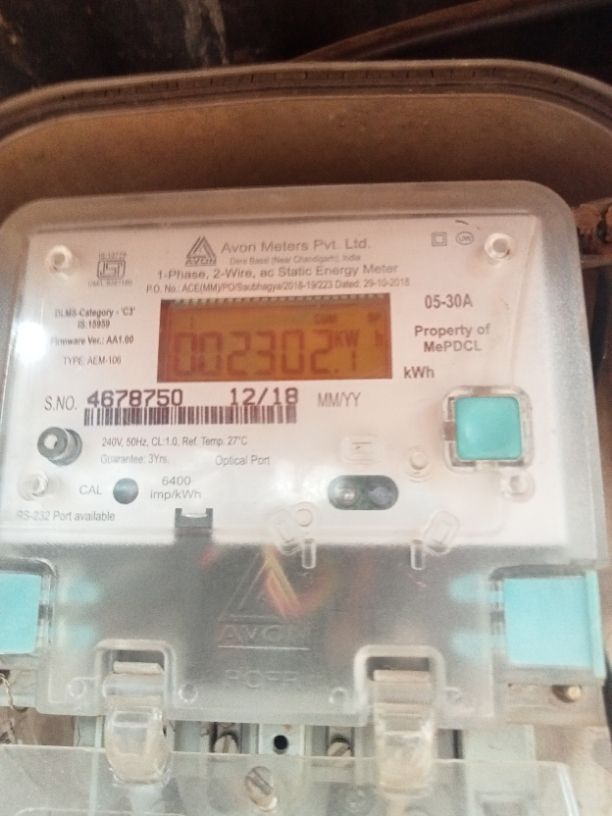 AVON
Avon Meters Pvt. Ltd.
Dera Bassi (Near Chandigarh), India
1-Phase, 2-Wire, ac Static Energy Meter
P.O. No.: ACE(MM)/PO/Saubhagya/2018-19/223 Dated: 29-10-2018
DLMS-Category - 'C3'
IS:15959
Firmware Ver.: AA1.00
TYPE: AEM-106
002302.1 kWh
05-30A
Property of
MePDCL
kWh
S.NO. 4678750 12/18 MM/YY
240V, 50Hz, CL:1.0, Ref. Temp. 27°C
Guarantee: 3Yrs. Optical Port
CAL 6400
imp/kWh
RS-232 Port available
AVON